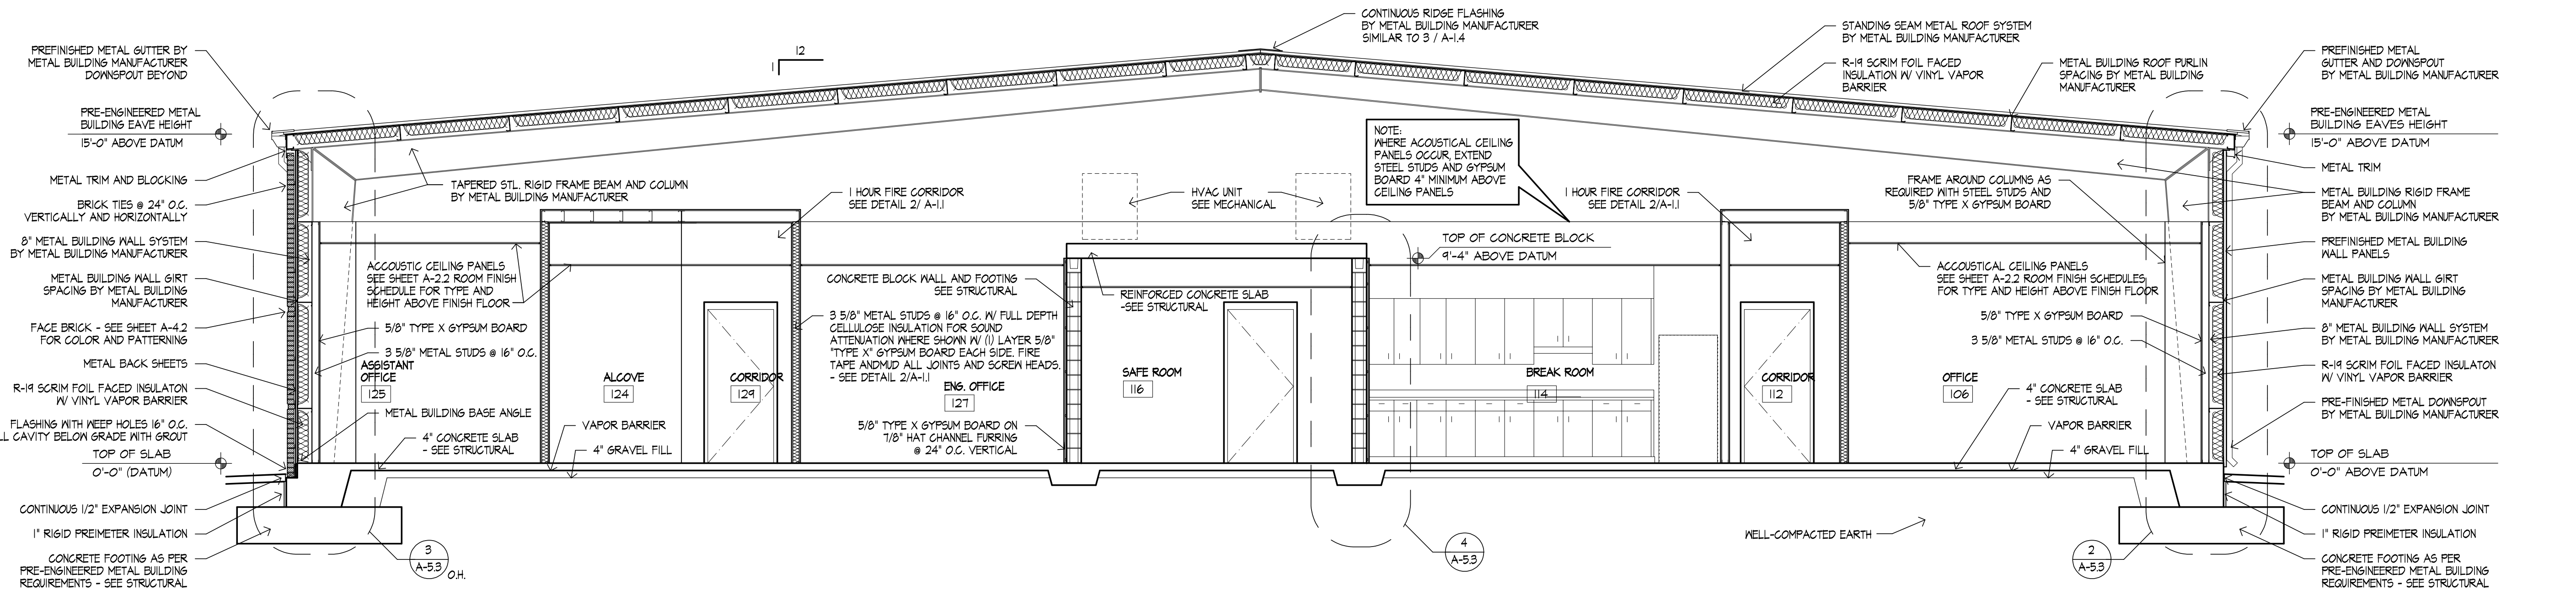 CONTINUOUS RIDGE FLASHING
BY METAL BUILDING MANUFACTURER
SIMILAR TO 3 / A-1.4
12
1
STANDING SEAM METAL ROOF SYSTEM
BY METAL BUILDING MANUFACTURER
R-19 SCRIM FOIL FACED
INSULATION W/ VINYL VAPOR
BARRIER
METAL BUILDING ROOF PURLIN
SPACING BY METAL BUILDING
MANUFACTURER
PREFINISHED METAL GUTTER BY
METAL BUILDING MANUFACTURER
DOWNSPOUT BEYOND
PRE-ENGINEERED METAL
BUILDING EAVE HEIGHT
15'-0" ABOVE DATUM
METAL TRIM AND BLOCKING
BRICK TIES @ 24" O.C.
VERTICALLY AND HORIZONTALLY
8" METAL BUILDING WALL SYSTEM
BY METAL BUILDING MANUFACTURER
METAL BUILDING WALL GIRT
SPACING BY METAL BUILDING
MANUFACTURER
FACE BRICK - SEE SHEET A-4.2
FOR COLOR AND PATTERNING
METAL BACK SHEETS
R-19 SCRIM FOIL FACED INSULATON
W/ VINYL VAPOR BARRIER
FLASHING WITH WEEP HOLES 16" O.C.
CAVITY BELOW GRADE WITH GROUT
TOP OF SLAB
0'-0" (DATUM)
CONTINUOUS 1/2" EXPANSION JOINT
1" RIGID PREIMETER INSULATION
CONCRETE FOOTING AS PER
PRE-ENGINEERED METAL BUILDING
REQUIREMENTS - SEE STRUCTURAL
TAPERED STL. RIGID FRAME BEAM AND COLUMN
BY METAL BUILDING MANUFACTURER
ACCOUSTIC CEILING PANELS
SEE SHEET A-2.2 ROOM FINISH
SCHEDULE FOR TYPE AND
HEIGHT ABOVE FINISH FLOOR
5/8" TYPE X GYPSUM BOARD
3 5/8" METAL STUDS @ 16" O.C.
ASSISTANT
OFFICE
125
METAL BUILDING BASE ANGLE
4" CONCRETE SLAB
- SEE STRUCTURAL
3
A-5.3
O.H.
ALCOVE
124
VAPOR BARRIER
4" GRAVEL FILL
CORRIDOR
129
1 HOUR FIRE CORRIDOR
SEE DETAIL 2/ A-1.1
CONCRETE BLOCK WALL AND FOOTING
SEE STRUCTURAL
3 5/8" METAL STUDS @ 16" O.C. W/ FULL DEPTH
CELLULOSE INSULATION FOR SOUND
ATTENUATION WHERE SHOWN W/ (1) LAYER 5/8"
"TYPE X" GYPSUM BOARD EACH SIDE. FIRE
TAPE ANDMUD ALL JOINTS AND SCREW HEADS.
- SEE DETAIL 2/A-1.1
ENG. OFFICE
127
5/8" TYPE X GYPSUM BOARD ON
7/8" HAT CHANNEL FURRING
@ 24" O.C. VERTICAL
HVAC UNIT
SEE MECHANICAL
REINFORCED CONCRETE SLAB
-SEE STRUCTURAL
SAFE ROOM
116
NOTE:
WHERE ACOUSTICAL CEILING
PANELS OCCUR, EXTEND
STEEL STUDS AND GYPSUM
BOARD 4" MINIMUM ABOVE
CEILING PANELS
TOP OF CONCRETE BLOCK
9'-4" ABOVE DATUM
1 HOUR FIRE CORRIDOR
SEE DETAIL 2/A-1.1
BREAK ROOM
114
4
A-5.3
CORRIDOR
112
WELL-COMPACTED EARTH
FRAME AROUND COLUMNS AS
REQUIRED WITH STEEL STUDS AND
5/8" TYPE X GYPSUM BOARD
ACCOUSTICAL CEILING PANELS
SEE SHEET A-2.2 ROOM FINISH SCHEDULES
FOR TYPE AND HEIGHT ABOVE FINISH FLOOR
5/8" TYPE X GYPSUM BOARD
3 5/8" METAL STUDS @ 16" O.C.
OFFICE
106
4" CONCRETE SLAB
- SEE STRUCTURAL
VAPOR BARRIER
4" GRAVEL FILL
2
A-5.3
PREFINISHED METAL
GUTTER AND DOWNSPOUT
BY METAL BUILDING MANUFACTURER
PRE-ENGINEERED METAL
BUILDING EAVES HEIGHT
15'-0" ABOVE DATUM
METAL TRIM
METAL BUILDING RIGID FRAME
BEAM AND COLUMN
BY METAL BUILDING MANUFACTURER
PREFINISHED METAL BUILDING
WALL PANELS
METAL BUILDING WALL GIRT
SPACING BY METAL BUILDING
MANUFACTURER
8" METAL BUILDING WALL SYSTEM
BY METAL BUILDING MANUFACTURER
R-19 SCRIM FOIL FACED INSULATON
W/ VINYL VAPOR BARRIER
PRE-FINISHED METAL DOWNSPOUT
BY METAL BUILDING MANUFACTURER
TOP OF SLAB
0'-0" ABOVE DATUM
CONTINUOUS 1/2" EXPANSION JOINT
1" RIGID PREIMETER INSULATION
CONCRETE FOOTING AS PER
PRE-ENGINEERED METAL BUILDING
REQUIREMENTS - SEE STRUCTURAL